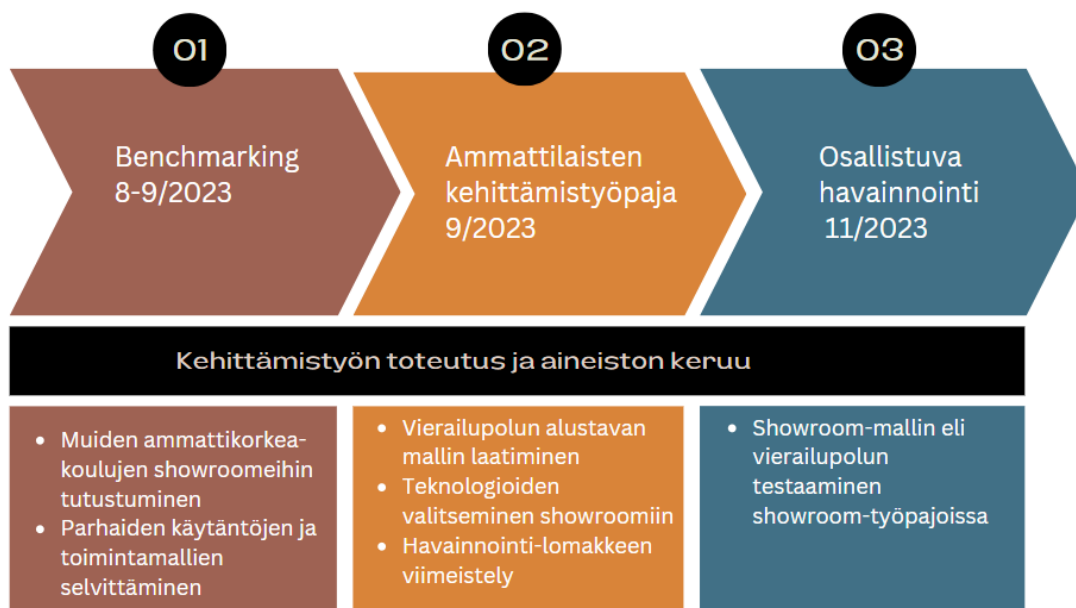 01
Benchmarking
8-9/2023
02
Ammattilaisten
kehittämistyöpaja
9/2023
03
Osallistuva
havainnointi
11/2023
Kehittämistyön toteutus ja aineiston keruu
• Muiden ammattikorkea-
koulujen showroomeihin
tutustuminen
• Parhaiden käytäntöjen ja
toimintamallien
selvittäminen
• Vierailupolun alustavan
mallin laatiminen
• Teknologioiden
valitseminen showroomiin
• Havainnointi-lomakkeen
viimeistely
• Showroom-mallin eli
vierailupolun
testaaminen
showroom-työpajoissa